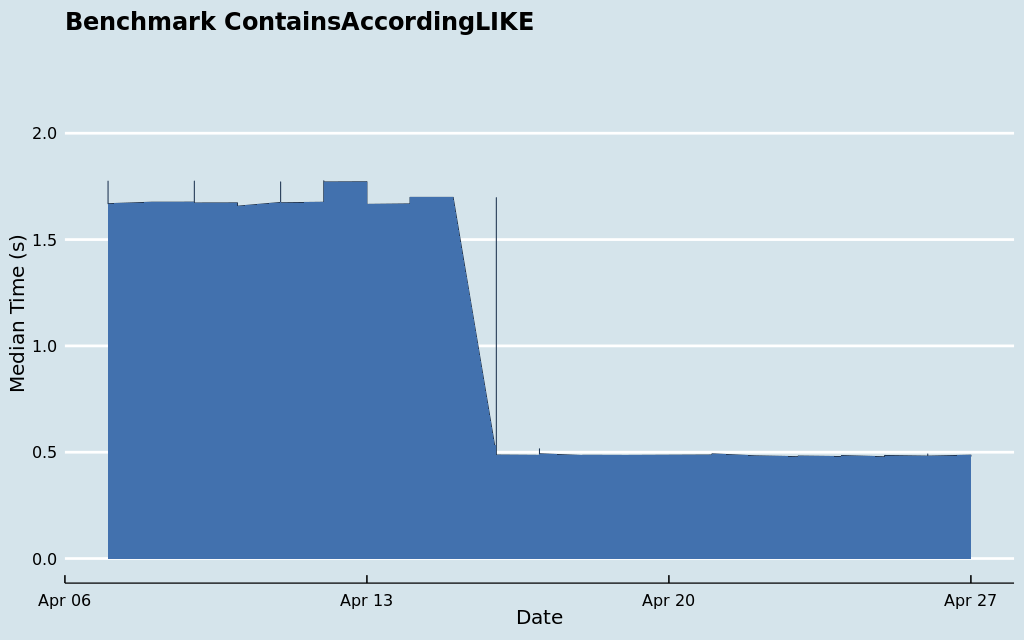 Benchmark ContainsAccordingLIKE
2.0
1.5
1.0
0.5
0.0
Median Time (s)
Apr 06
Apr 13
Apr 20
Apr 27
Date